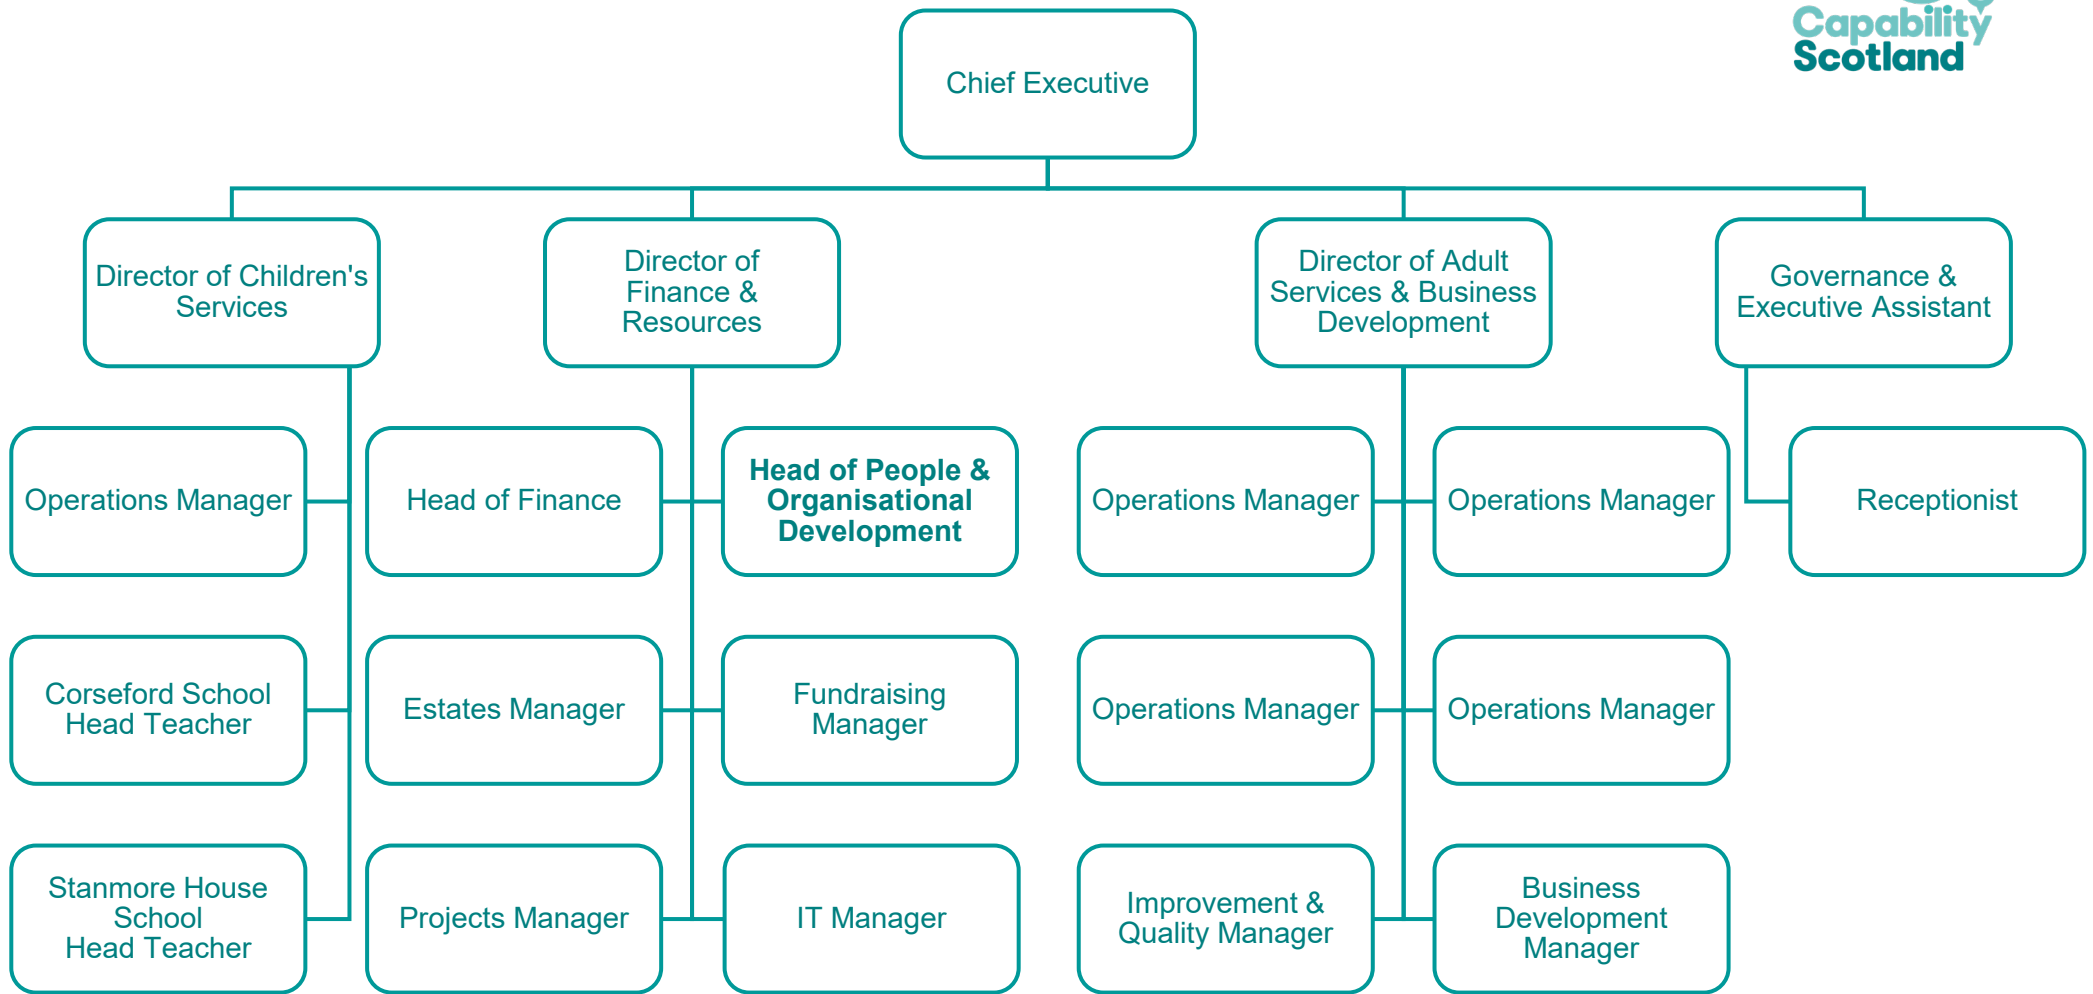 Capability
Scotland
Chief Executive
Director of Children's
Services
Director of
Finance &
Resources
Director of Adult
Services & Business
Development
Governance &
Executive Assistant
Operations Manager
Head of Finance
Head of People &
Organisational
Development
Operations Manager
Operations Manager
Receptionist
Corseford School
Head Teacher
Estates Manager
Fundraising
Manager
Operations Manager
Operations Manager
Stanmore House
School
Head Teacher
Projects Manager
IT Manager
Improvement &
Quality Manager
Business
Development
Manager